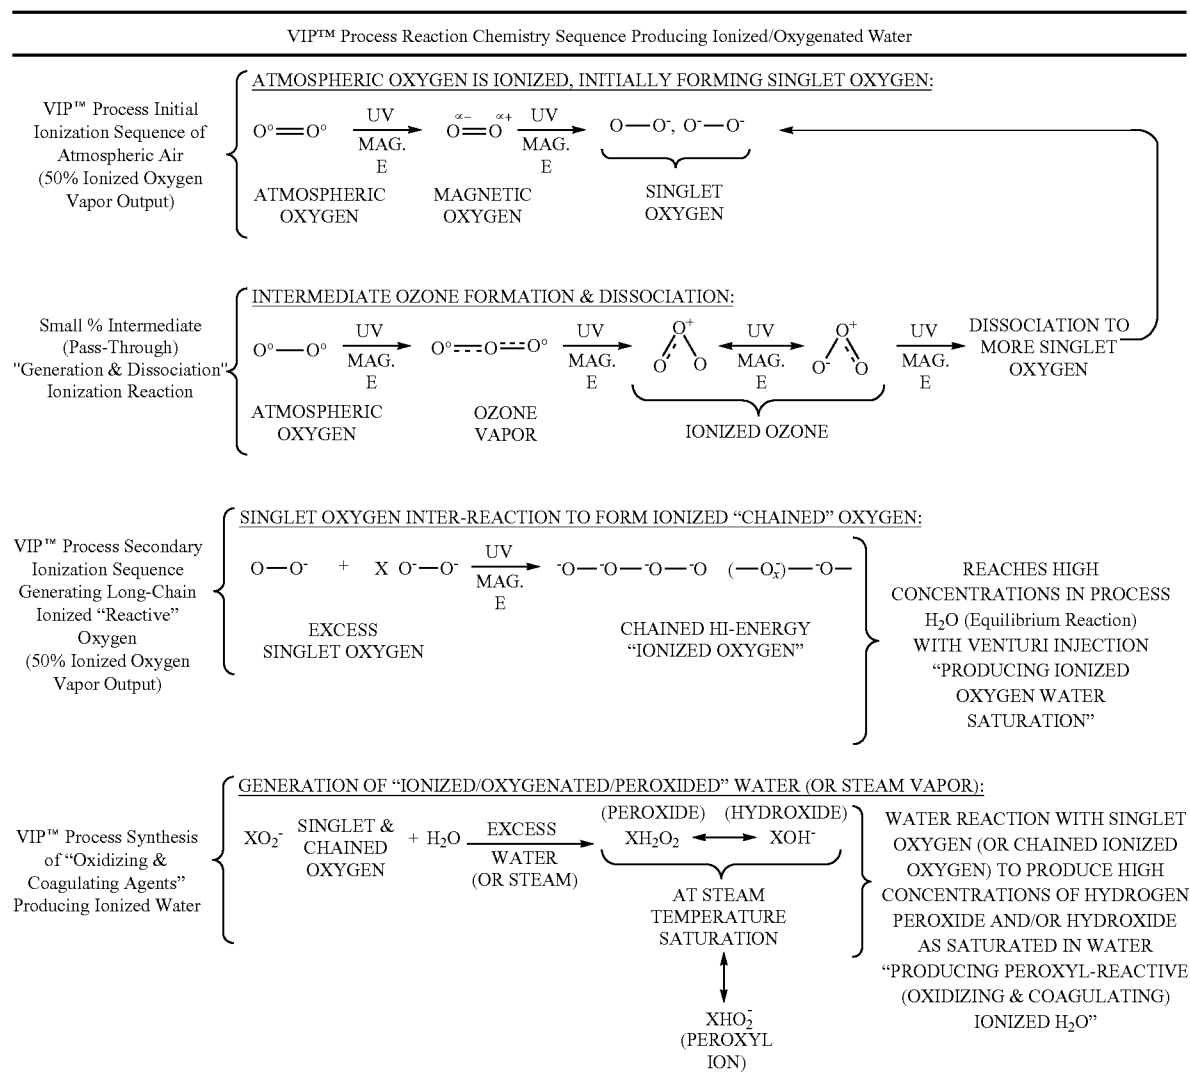 VIP™ Process Reaction Chemistry Sequence Producing Ionized/Oxygenated Water
VIP™ Process Initial
Ionization Sequence of
Atmospheric Air
(50% Ionized Oxygen
Vapor Output)
ATMOSPHERIC OXYGEN IS IONIZED, INITIALLY FORMING SINGLET OXYGEN:
O°═O°
UV
MAG.
E
∝− ∝+
O═O
UV
MAG.
E
O—O⁻, O⁻—O⁻
ATMOSPHERIC
OXYGEN
MAGNETIC
OXYGEN
SINGLET
OXYGEN
Small % Intermediate
(Pass-Through)
"Generation & Dissociation"
Ionization Reaction
INTERMEDIATE OZONE FORMATION & DISSOCIATION:
O°—O°
UV
MAG.
E
O°═O═O°
UV
MAG.
E
O⁺
O O
UV
MAG.
E
O⁺
O⁻ O
UV
MAG.
E
DISSOCIATION TO
MORE SINGLET
OXYGEN
ATMOSPHERIC
OXYGEN
OZONE
VAPOR
IONIZED OZONE
VIP™ Process Secondary
Ionization Sequence
Generating Long-Chain
Ionized “Reactive”
Oxygen
(50% Ionized Oxygen
Vapor Output)
SINGLET OXYGEN INTER-REACTION TO FORM IONIZED “CHAINED” OXYGEN:
O—O⁻ + X O⁻—O⁻
UV
MAG.
E
⁻O—⁻O—⁻O—⁻O (—Oₓ⁻)—⁻O—
EXCESS
SINGLET OXYGEN
CHAINED HI-ENERGY
“IONIZED OXYGEN”
REACHES HIGH
CONCENTRATIONS IN PROCESS
H₂O (Equilibrium Reaction)
WITH VENTURI INJECTION
“PRODUCING IONIZED
OXYGEN WATER
SATURATION”
VIP™ Process Synthesis
of “Oxidizing &
Coagulating Agents”
Producing Ionized Water
GENERATION OF “IONIZED/OXYGENATED/PEROXIDED” WATER (OR STEAM VAPOR):
XO₂⁻
SINGLET &
CHAINED
OXYGEN
+ H₂O
EXCESS
WATER
(OR STEAM)
(PEROXIDE) (HYDROXIDE)
XH₂O₂ XOH⁻
AT STEAM
TEMPERATURE
SATURATION
XHO₂⁻
(PEROXYL
ION)
WATER REACTION WITH SINGLET
OXYGEN (OR CHAINED IONIZED
OXYGEN) TO PRODUCE HIGH
CONCENTRATIONS OF HYDROGEN
PEROXIDE AND/OR HYDROXIDE
AS SATURATED IN WATER
“PRODUCING PEROXYL-REACTIVE
(OXIDIZING & COAGULATING)
IONIZED H₂O”